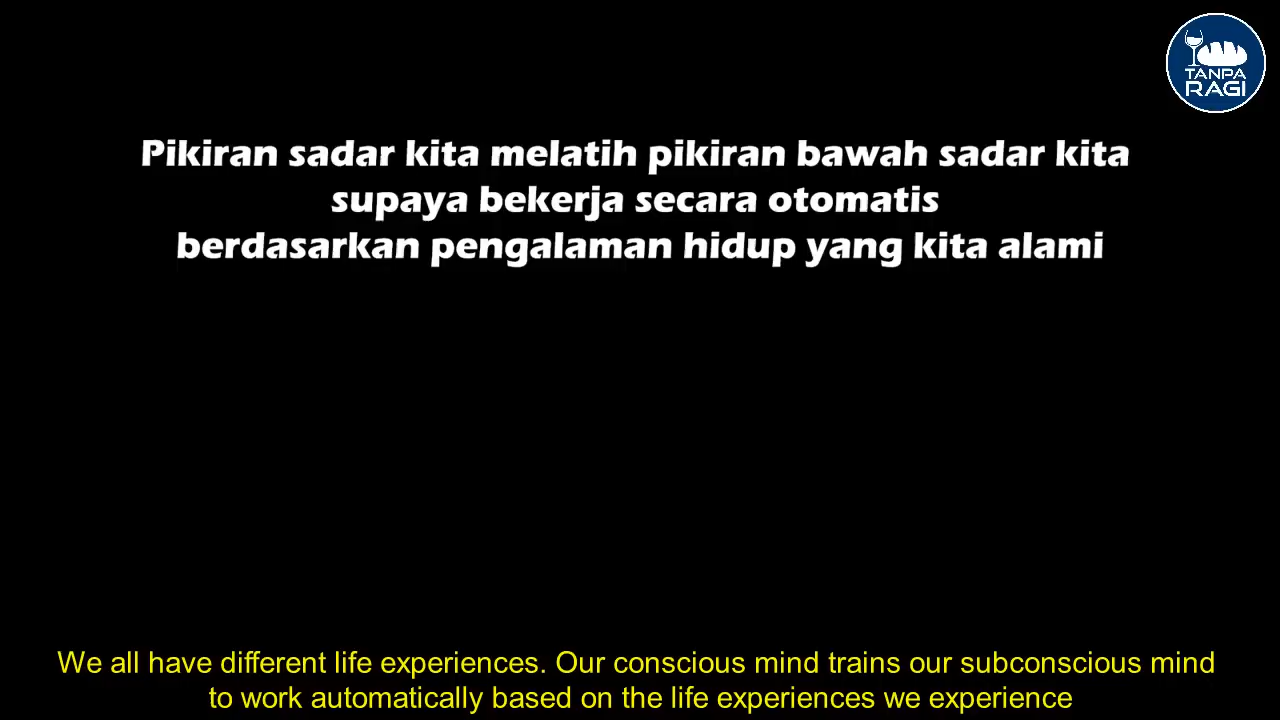 TANPA
RAGI
Pikiran sadar kita melatih pikiran bawah sadar kita
supaya bekerja secara otomatis
berdasarkan pengalaman hidup yang kita alami
We all have different life experiences. Our conscious mind trains our subconscious mind
to work automatically based on the life experiences we experience